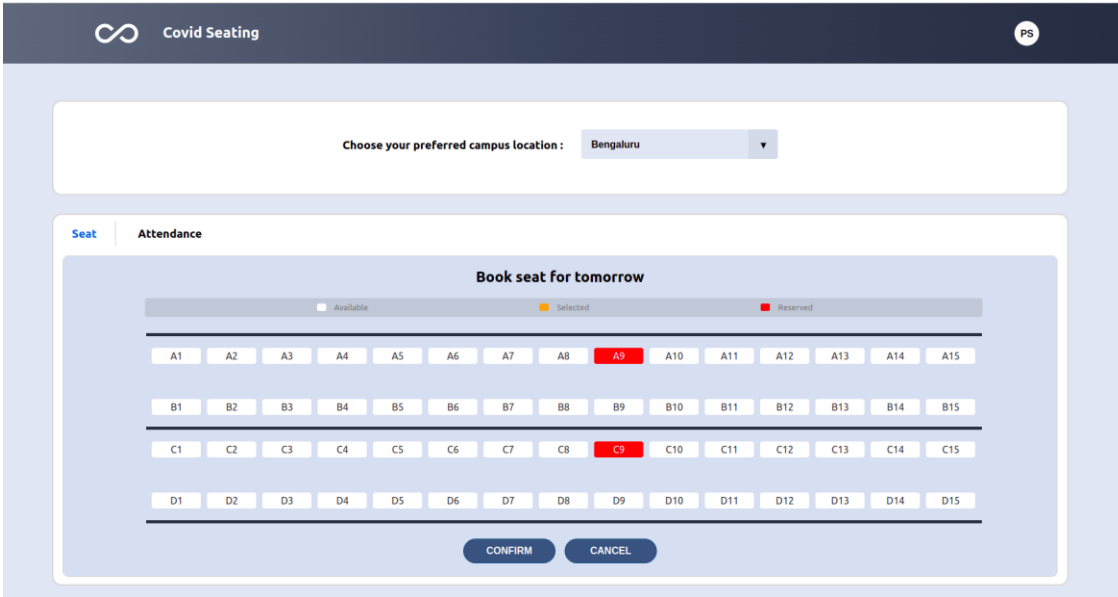 Covid Seating PS
Choose your preferred campus location : Bengaluru ▼
Seat Attendance
Book seat for tomorrow
Available Selected Reserved
A1 A2 A3 A4 A5 A6 A7 A8 A9 A10 A11 A12 A13 A14 A15
B1 B2 B3 B4 B5 B6 B7 B8 B9 B10 B11 B12 B13 B14 B15
C1 C2 C3 C4 C5 C6 C7 C8 C9 C10 C11 C12 C13 C14 C15
D1 D2 D3 D4 D5 D6 D7 D8 D9 D10 D11 D12 D13 D14 D15
CONFIRM CANCEL